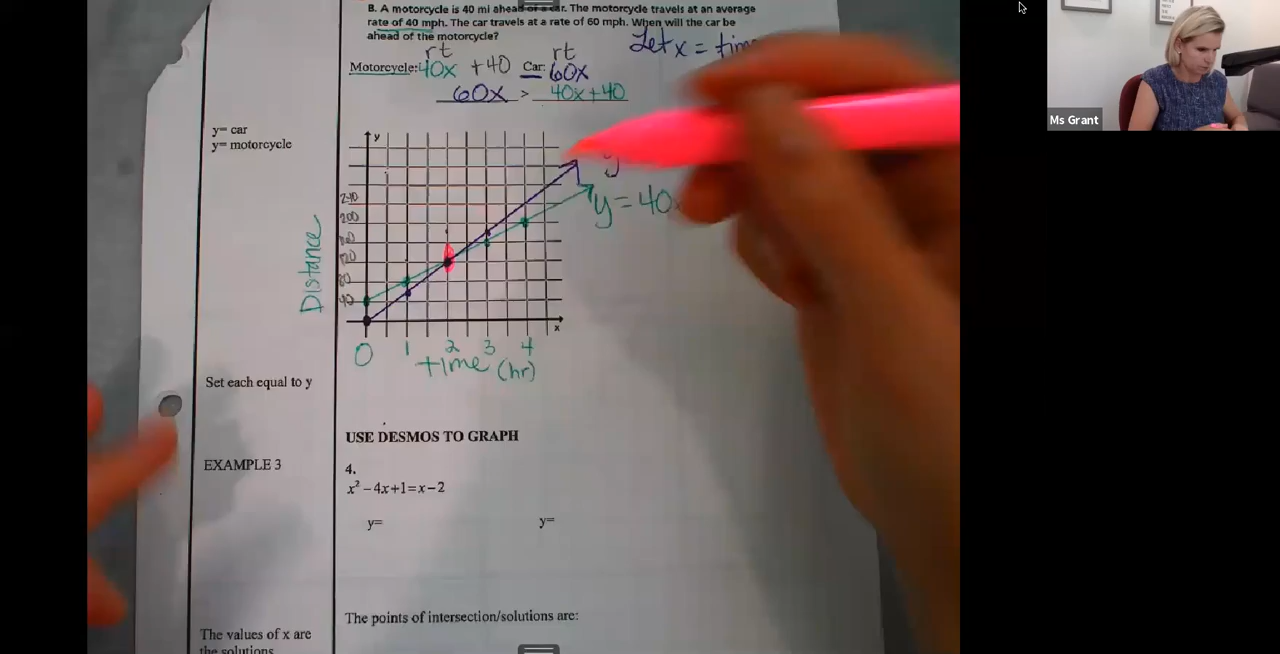 B. A motorcycle is 40 mi ahead of a car. The motorcycle travels at an average
rate of 40 mph. The car travels at a rate of 60 mph. When will the car be
ahead of the motorcycle?
Let x = time
rt rt
Motorcycle: 40x + 40 Car: 60x
60x > 40x+40
Ms Grant
y= car
y= motorcycle
y
y
y = 40x
240
200
160
120
80
40
Distance
x
0 1 2 3 4
time (hr)
Set each equal to y
USE DESMOS TO GRAPH
EXAMPLE 3
4.
x² – 4x+1=x–2
y= y=
The points of intersection/solutions are:
The values of x are
the solutions